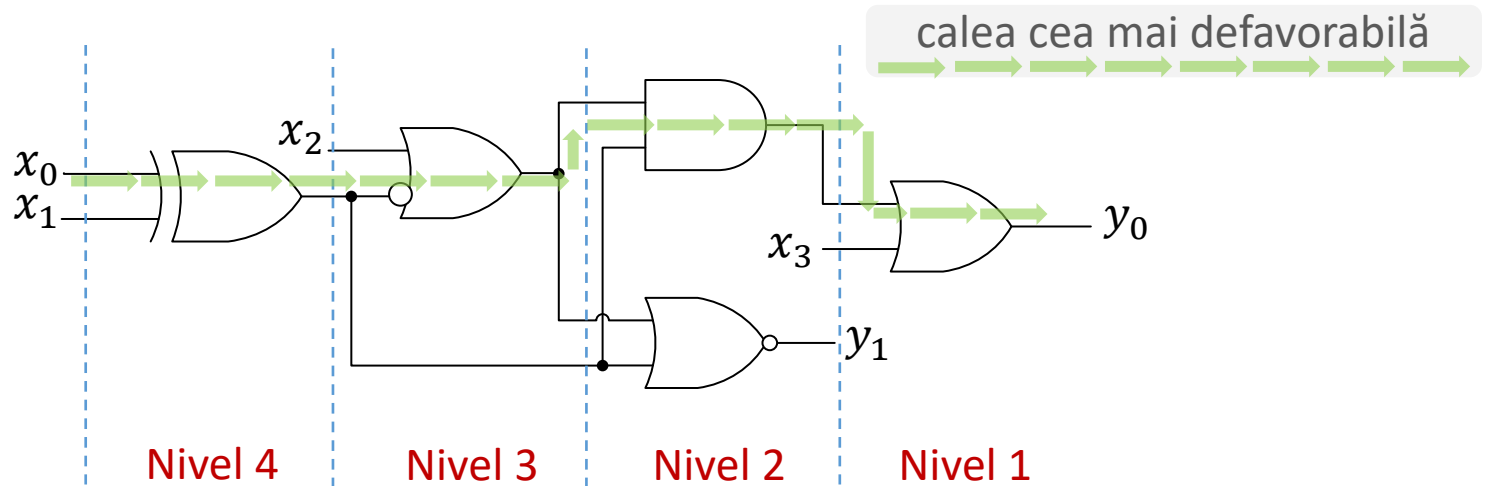 calea cea mai defavorabilă
x₂
x₀
x₁
y₀
x₃
y₁
Nivel 4 Nivel 3 Nivel 2 Nivel 1